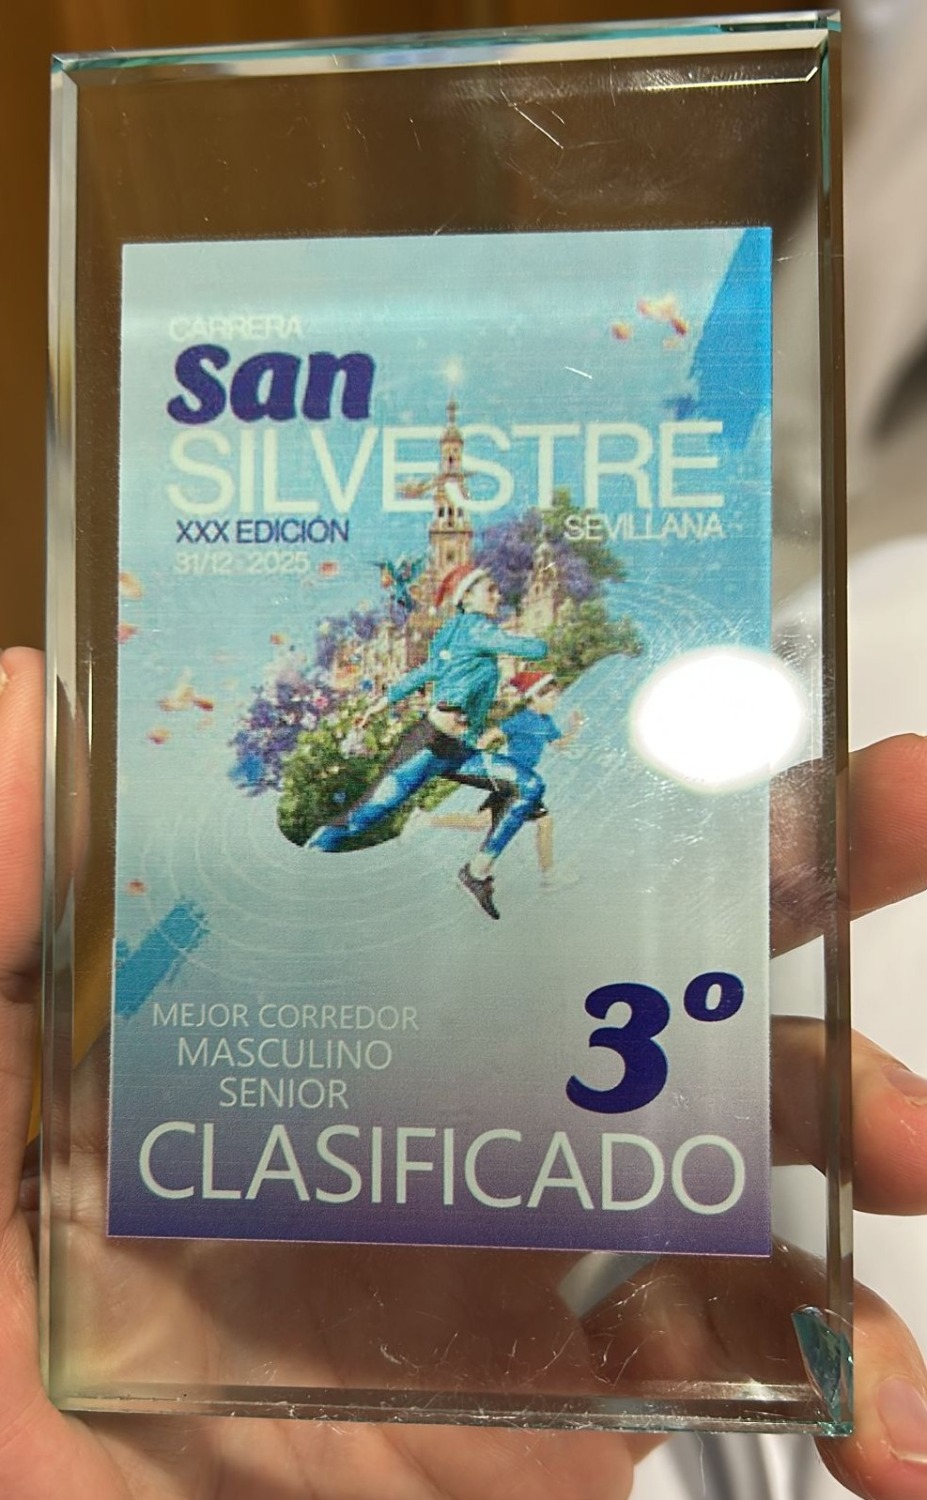 CARRERA
san
SILVESTRE
XXX EDICIÓN
SEVILLANA
31/12 · 2025
MEJOR CORREDOR
MASCULINO
SENIOR
3º
CLASIFICADO